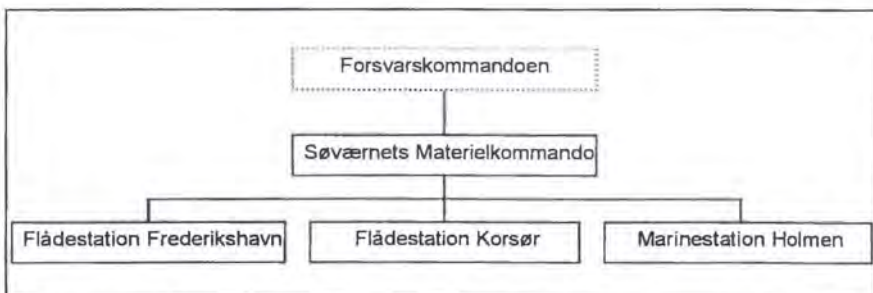 Forsvarskommandoen
Søværnets Materielkommando
Flådestation Frederikshavn
Flådestation Korsør
Marinestation Holmen